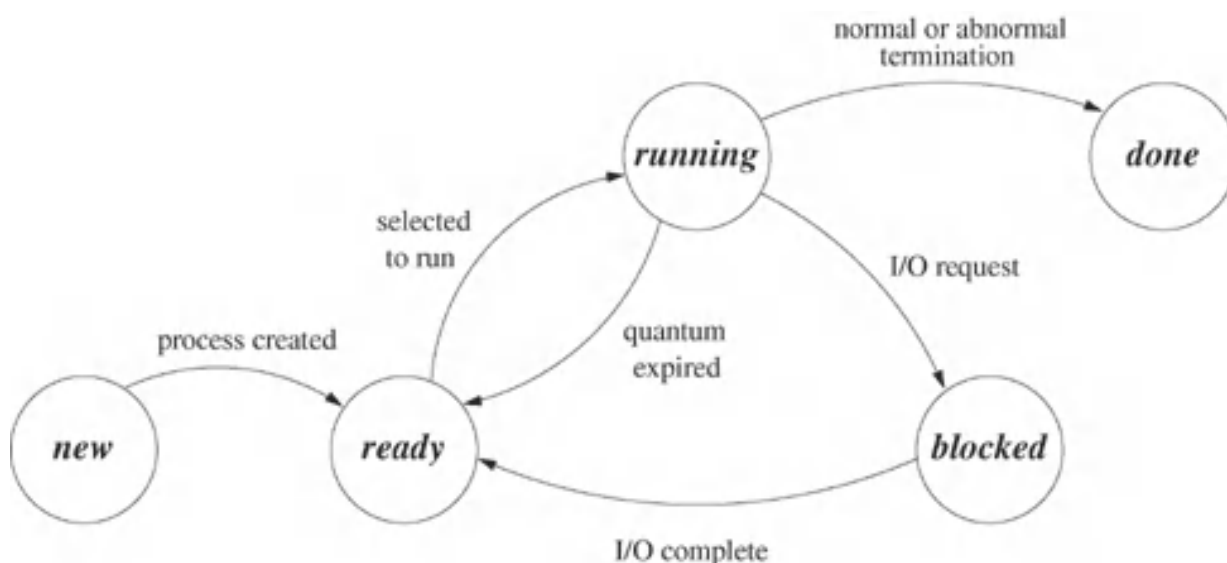 normal or abnormal
termination
running
done
selected
to run
I/O request
quantum
expired
process created
new
ready
blocked
I/O complete